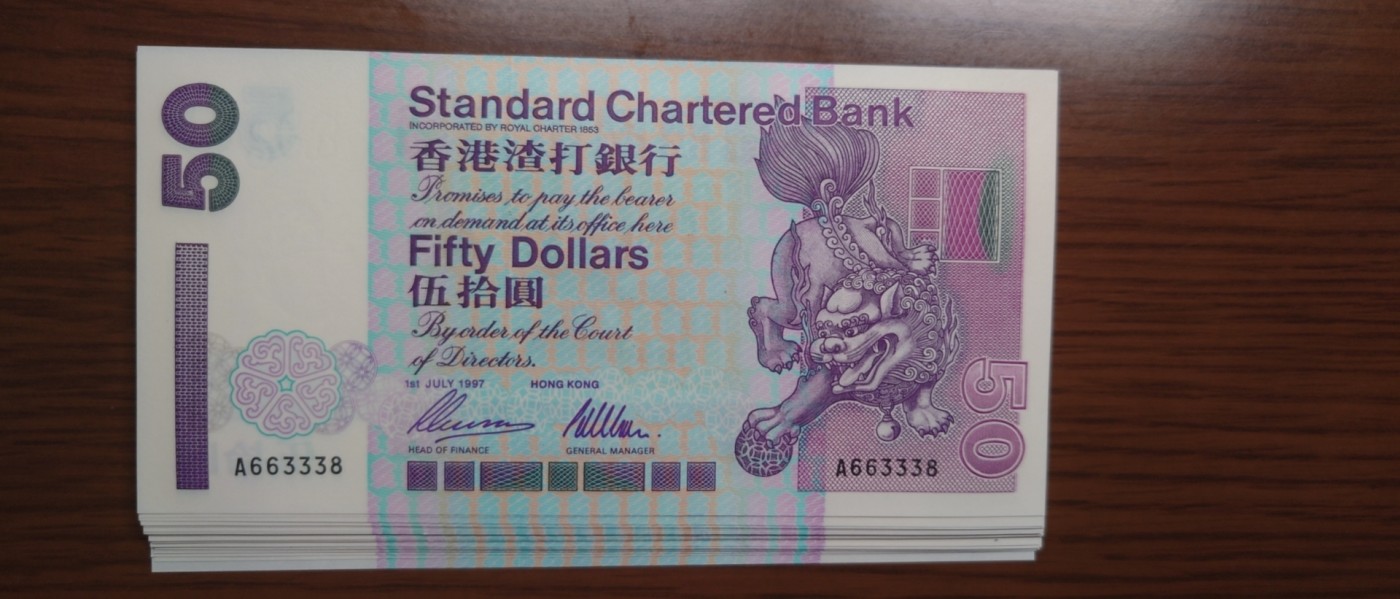 50
Standard Chartered Bank
INCORPORATED BY ROYAL CHARTER 1853
香港渣打銀行
Promises to pay the bearer
on demand at its office here
Fifty Dollars
伍拾圓
By order of the Court
of Directors.
1st JULY 1997 HONG KONG
HEAD OF FINANCE GENERAL MANAGER
50
A663338 A663338